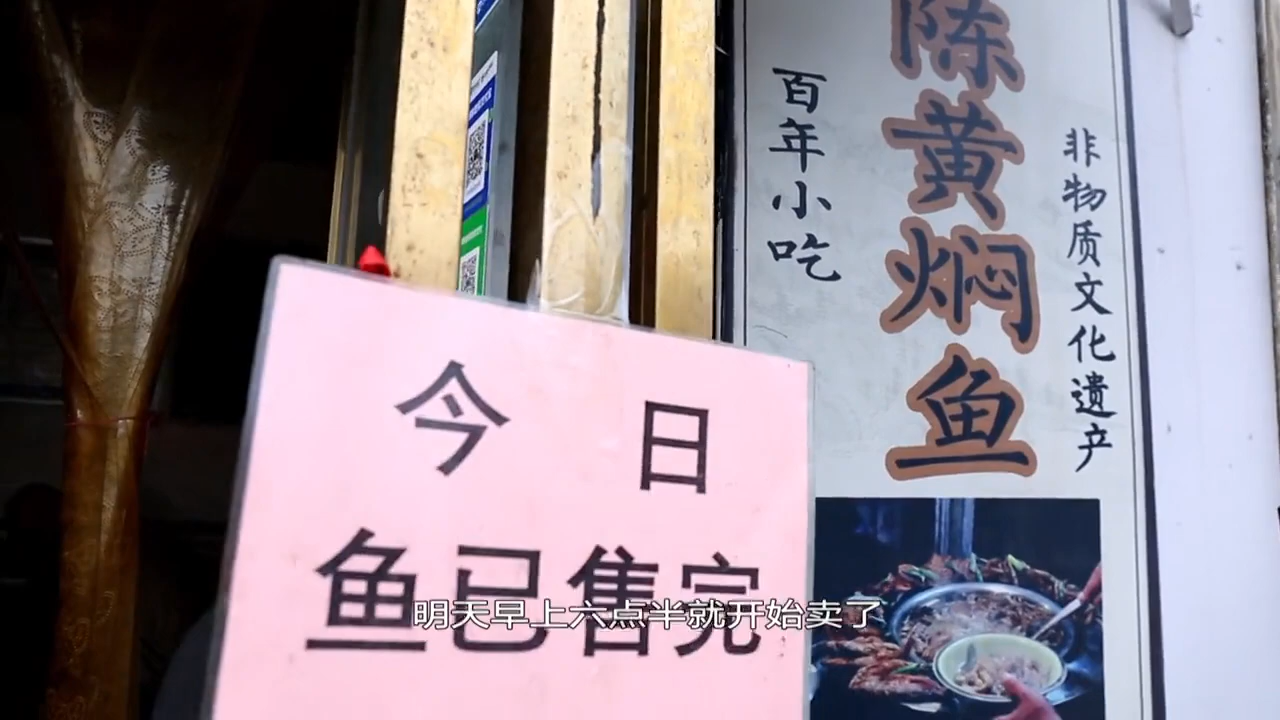 百年小吃
陈黄焖鱼
非物质文化遗产
今日
鱼已售完
明天早上六点半就开始卖了